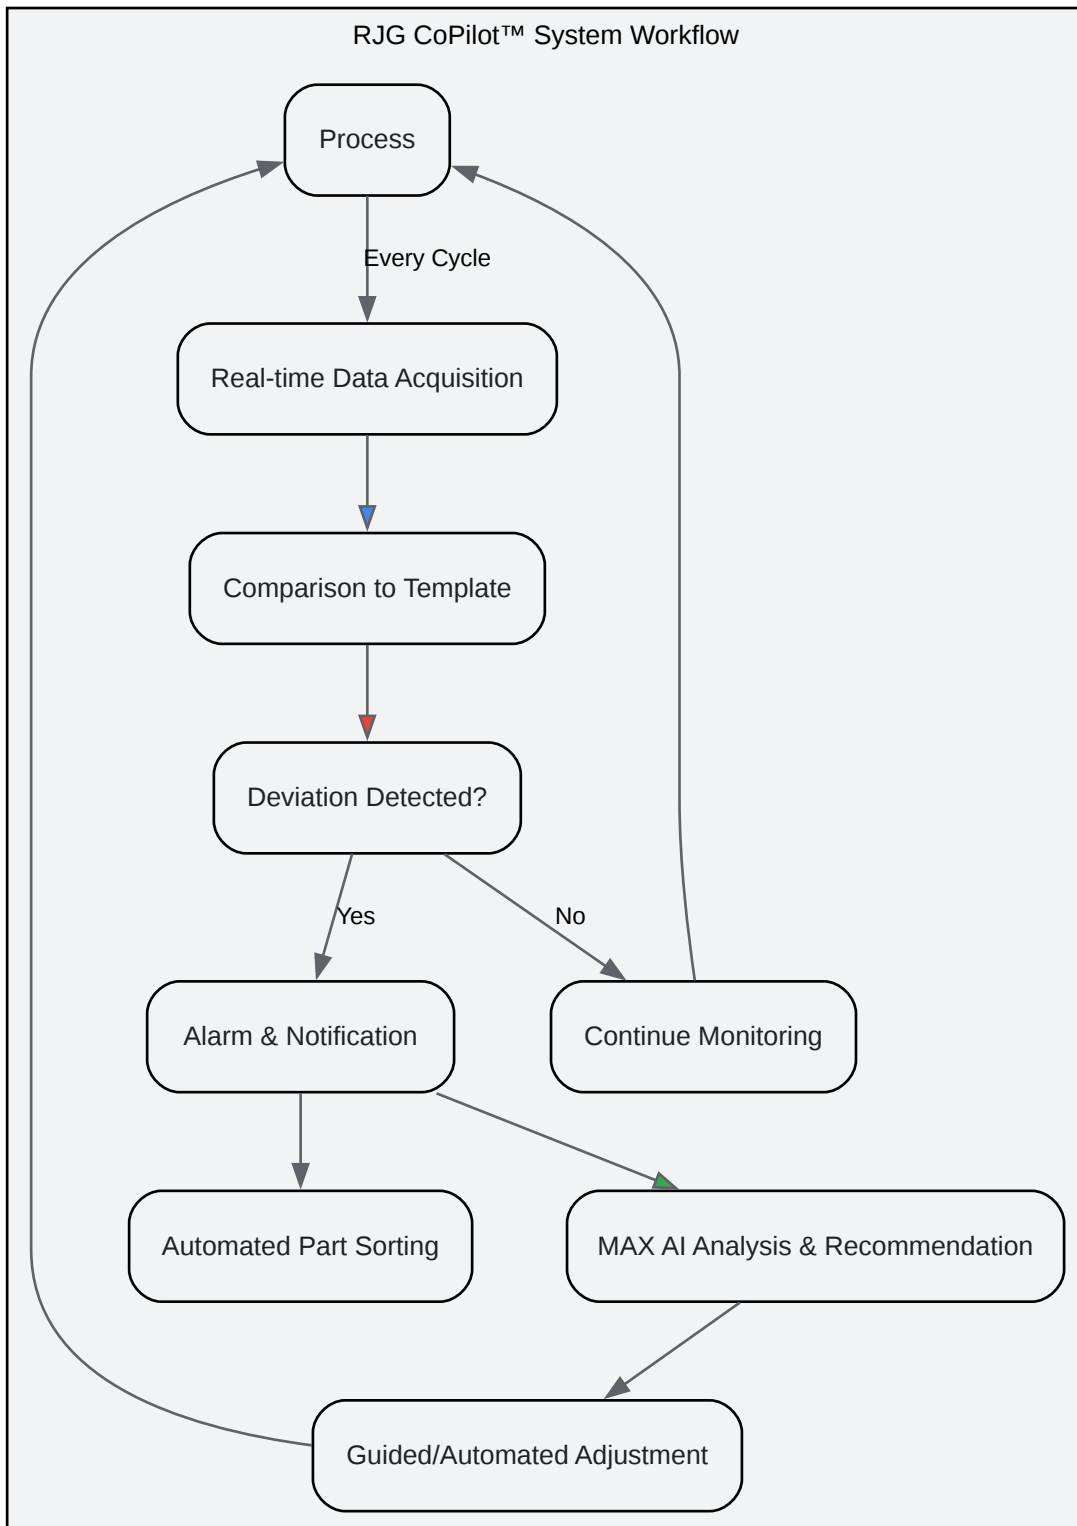 RJG CoPilot™ System Workflow
Process
Every Cycle
Real-time Data Acquisition
Comparison to Template
Deviation Detected?
Yes
No
Alarm & Notification
Continue Monitoring
Automated Part Sorting
MAX AI Analysis & Recommendation
Guided/Automated Adjustment